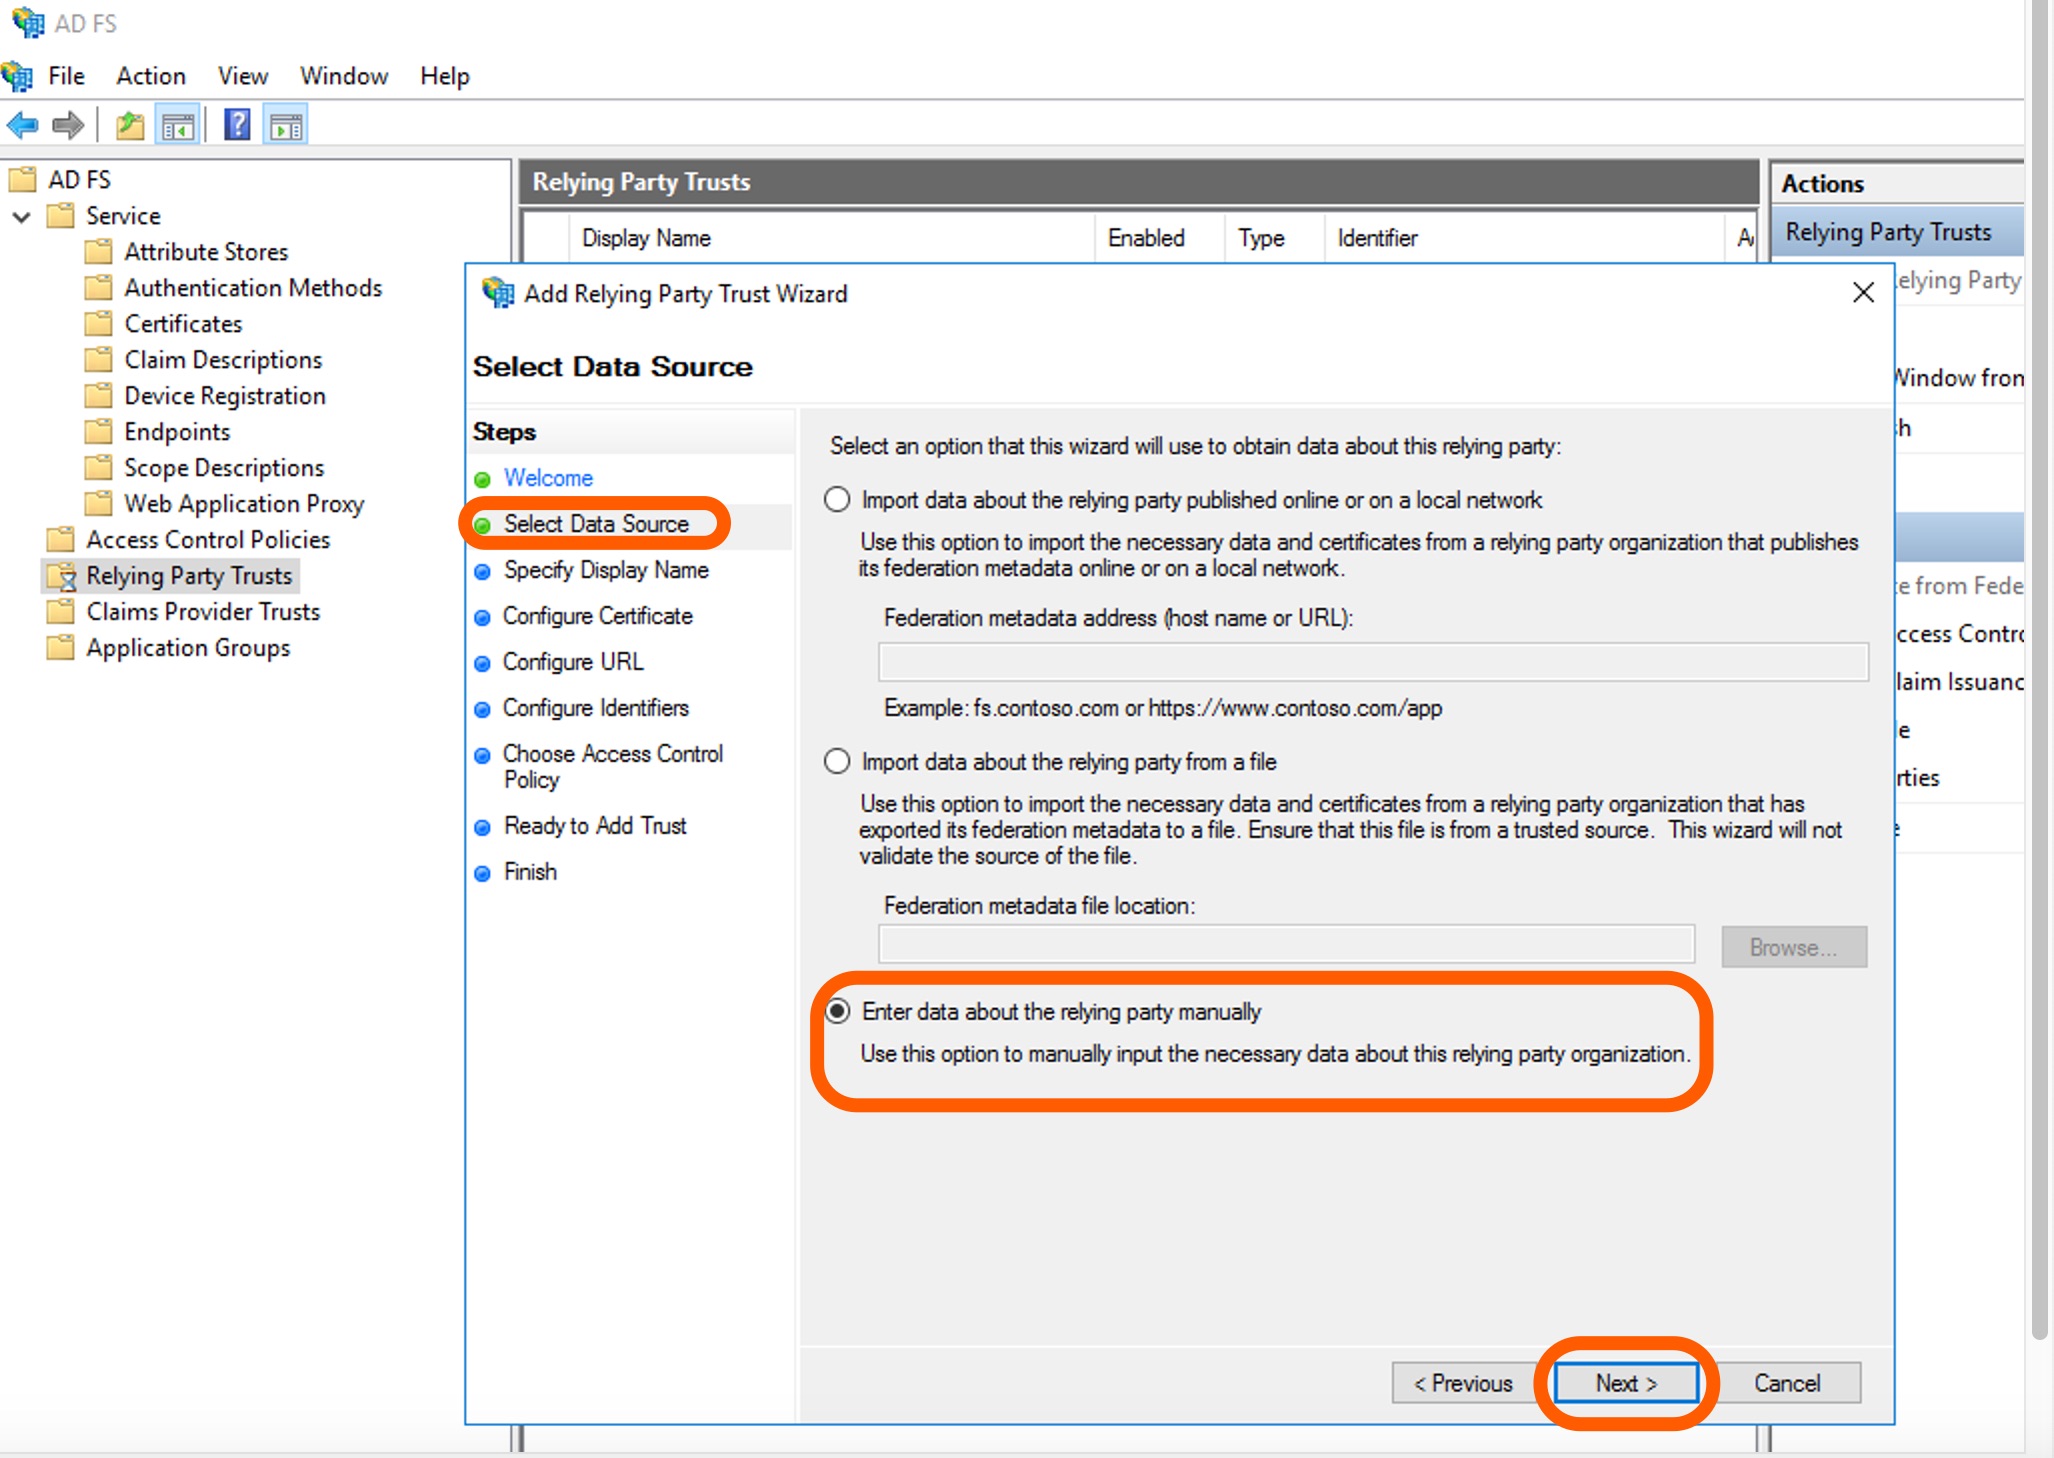 AD FS
File Action View Window Help
AD FS
Service
Attribute Stores
Authentication Methods
Certificates
Claim Descriptions
Device Registration
Endpoints
Scope Descriptions
Web Application Proxy
Access Control Policies
Relying Party Trusts
Claims Provider Trusts
Application Groups
Relying Party Trusts
Display Name Enabled Type Identifier
Add Relying Party Trust Wizard
Select Data Source
Steps
Welcome
Select Data Source
Specify Display Name
Configure Certificate
Configure URL
Configure Identifiers
Choose Access Control
Policy
Ready to Add Trust
Finish
Select an option that this wizard will use to obtain data about this relying party:
Import data about the relying party published online or on a local network
Use this option to import the necessary data and certificates from a relying party organization that publishes
its federation metadata online or on a local network.
Federation metadata address (host name or URL):
Example: fs.contoso.com or https://www.contoso.com/app
Import data about the relying party from a file
Use this option to import the necessary data and certificates from a relying party organization that has
exported its federation metadata to a file. Ensure that this file is from a trusted source. This wizard will not
validate the source of the file.
Federation metadata file location:
Browse...
Enter data about the relying party manually
Use this option to manually input the necessary data about this relying party organization.
< Previous Next > Cancel
Actions
Relying Party Trusts
elying Party
Window from
h
e from Fede
ccess Contro
laim Issuanc
e
rties